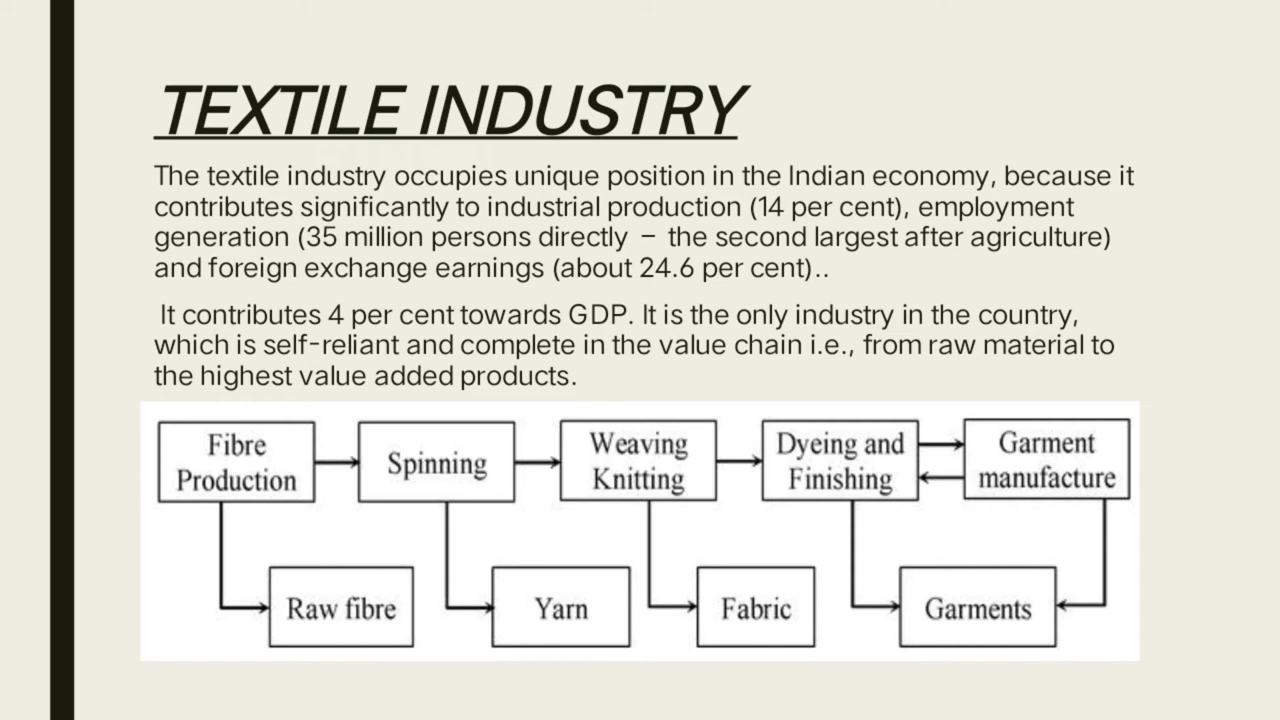 TEXTILE INDUSTRY
The textile industry occupies unique position in the Indian economy, because it
contributes significantly to industrial production (14 per cent), employment
generation (35 million persons directly – the second largest after agriculture)
and foreign exchange earnings (about 24.6 per cent)..
It contributes 4 per cent towards GDP. It is the only industry in the country,
which is self-reliant and complete in the value chain i.e., from raw material to
the highest value added products.
Fibre
Production
Spinning
Weaving
Knitting
Dyeing and
Finishing
Garment
manufacture
Raw fibre
Yarn
Fabric
Garments